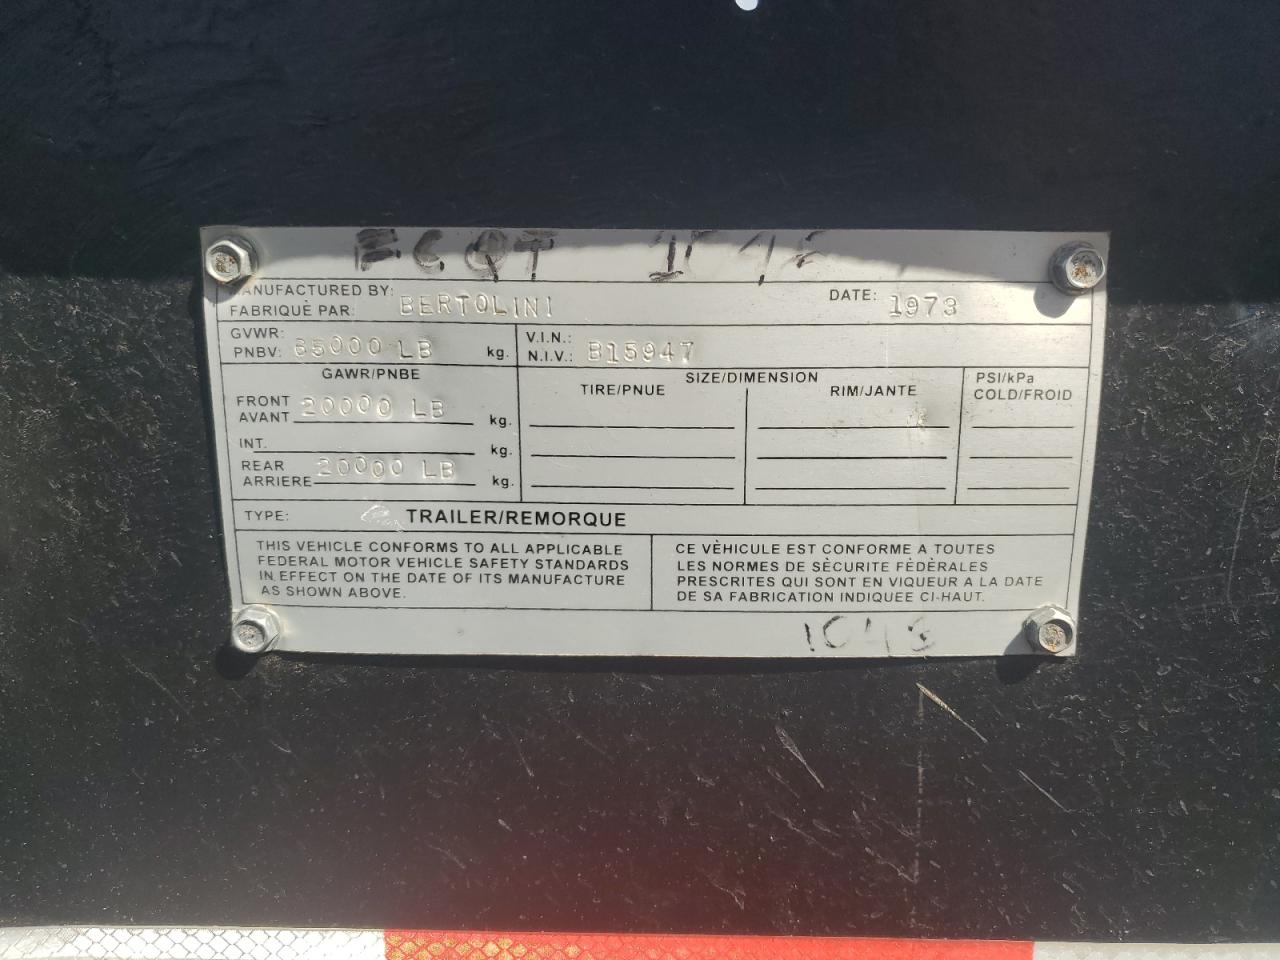 MANUFACTURED BY:
FABRIQUÈ PAR: BERTOLINI
DATE: 1973
GVWR:
PNBV: 65000 LB kg.
V.I.N.:
N.I.V.: B15947
GAWR/PNBE
SIZE/DIMENSION
TIRE/PNUE
RIM/JANTE
PSI/kPa
COLD/FROID
FRONT
AVANT 20000 LB kg.
INT. kg.
REAR
ARRIERE 20000 LB kg.
TYPE: TRAILER/REMORQUE
THIS VEHICLE CONFORMS TO ALL APPLICABLE
FEDERAL MOTOR VEHICLE SAFETY STANDARDS
IN EFFECT ON THE DATE OF ITS MANUFACTURE
AS SHOWN ABOVE.
CE VÈHICULE EST CONFORME A TOUTES
LES NORMES DE SÈCURITE FÈDÈRALES
PRESCRITES QUI SONT EN VIQUEUR A LA DATE
DE SA FABRICATION INDIQUEE CI-HAUT.